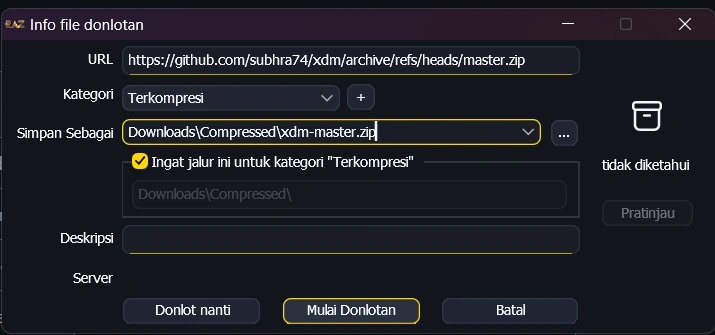 RAZ Info file donlotan
URL https://github.com/subhra74/xdm/archive/refs/heads/master.zip
Kategori Terkompresi +
Simpan Sebagai Downloads\Compressed\xdm-master.zip ...
Ingat jalur ini untuk kategori "Terkompresi"
tidak diketahui
Downloads\Compressed\
Pratinjau
Deskripsi
Server
Donlot nanti Mulai Donlotan Batal